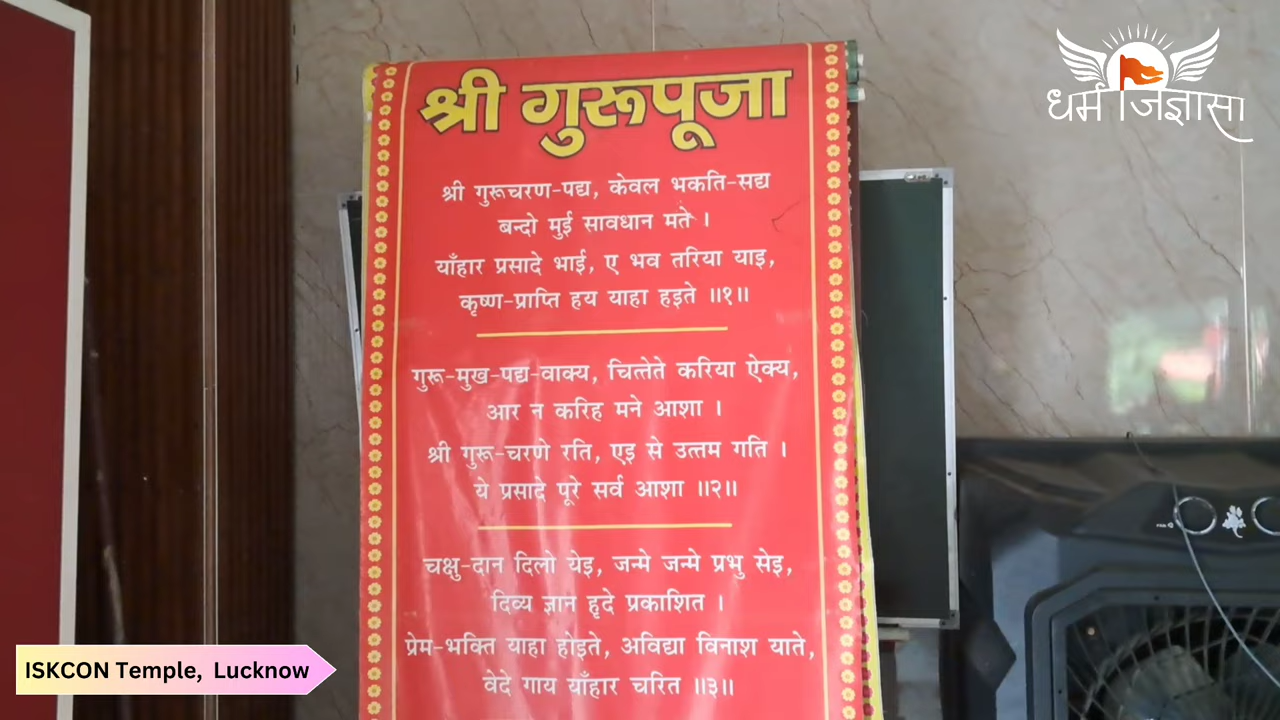 श्री गुरूपूजा
श्री गुरूचरण-पद्य, केवल भकति-सद्य
बन्दो मुई सावधान मते ।
याँहार प्रसादे भाई, ए भव तरिया याइ,
कृष्ण-प्राप्ति हय याहा हइते ॥१॥
गुरू-मुख-पद्य-वाक्य, चित्तेते करिया ऐक्य,
आर न करिह मने आशा ।
श्री गुरू-चरणे रति, एइ से उत्तम गति ।
ये प्रसादे पूरे सर्व आशा ॥२॥
चक्षु-दान दिलो येइ, जन्मे जन्मे प्रभु सेइ,
दिव्य ज्ञान हृदे प्रकाशित ।
प्रेम-भक्ति याहा होइते, अविद्या विनाश याते,
वेदे गाय याँहार चरित ॥३॥
धर्म जिज्ञासा
ISKCON Temple, Lucknow